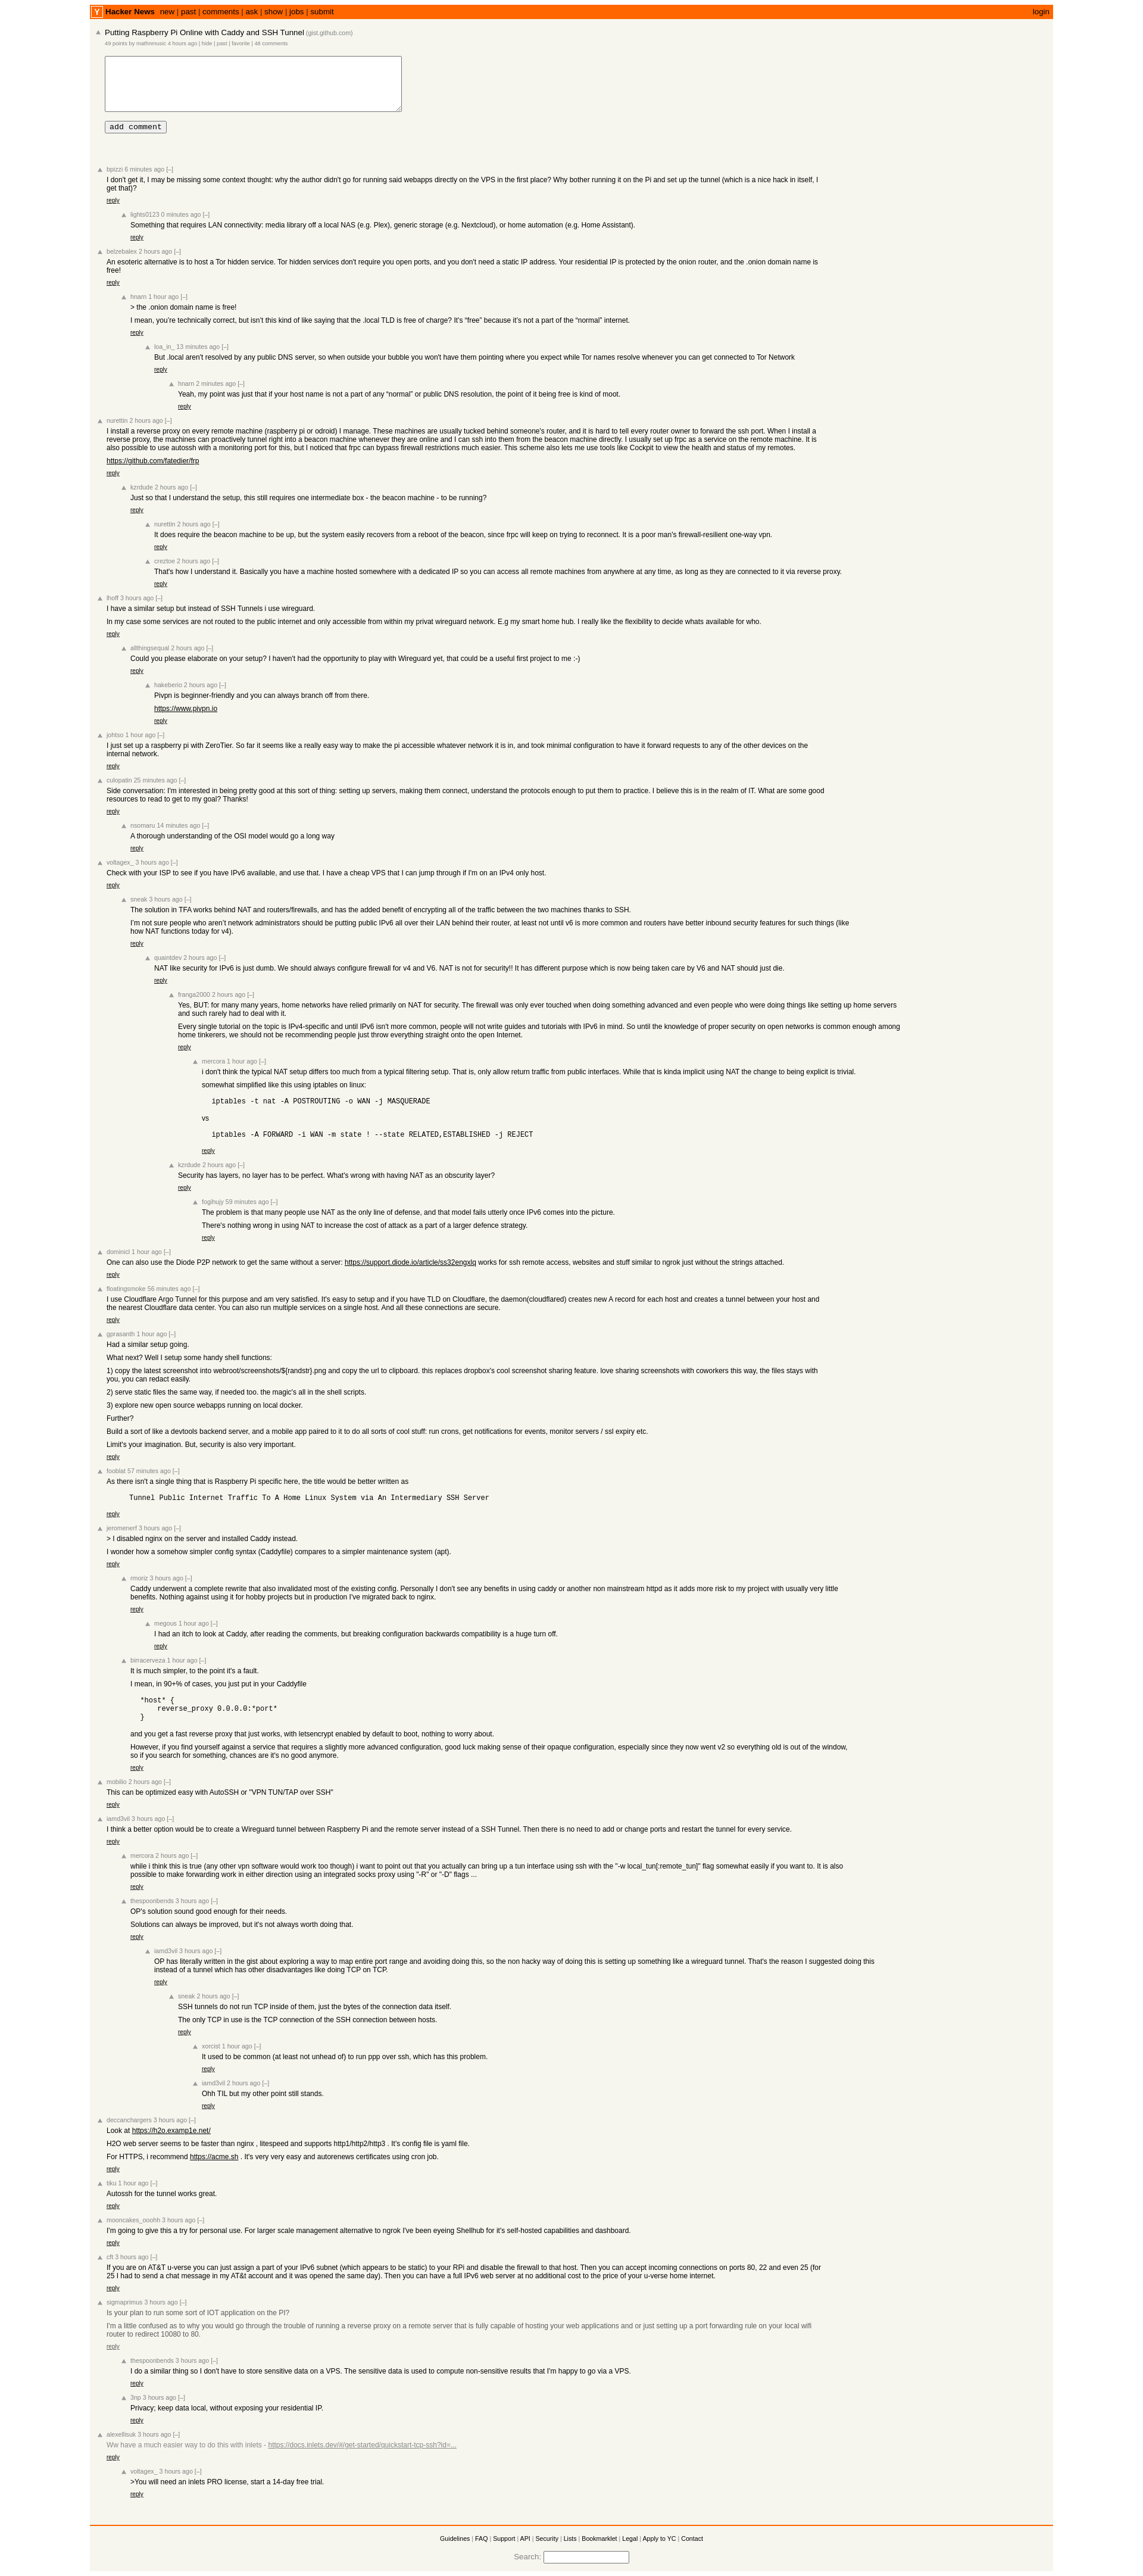 Y Hacker News new | past | comments | ask | show | jobs | submit login
Putting Raspberry Pi Online with Caddy and SSH Tunnel (gist.github.com)
48 points by mathnmusic 4 hours ago | hide | past | favorite | 48 comments
add comment
bpizzi 6 minutes ago [–]
I don't get it, I may be missing some context thought: why the author didn't go for running said webapps directly on the VPS in the first place? Why bother running it on the Pi and set up the tunnel (which is a nice hack in itself, I
get that)?
reply
lights0123 0 minutes ago [–]
Something that requires LAN connectivity: media library off a local NAS (e.g. Plex), generic storage (e.g. Nextcloud), or home automation (e.g. Home Assistant).
reply
belzebalex 2 hours ago [–]
An esoteric alternative is to host a Tor hidden service. Tor hidden services don't require you open ports, and you don't need a static IP address. Your residential IP is protected by the onion router, and the .onion domain name is
free!
reply
hnarn 1 hour ago [–]
> the .onion domain name is free!
I mean, you're technically correct, but isn't this kind of like saying that the .local TLD is free of charge? It's “free” because it's not a part of the “normal” internet.
reply
loa_in_ 13 minutes ago [–]
But .local aren't resolved by any public DNS server, so when outside your bubble you won't have them pointing where you expect while Tor names resolve whenever you can get connected to Tor Network
reply
hnarn 2 minutes ago [–]
Yeah, my point was just that if your host name is not a part of any “normal” or public DNS resolution, the point of it being free is kind of moot.
reply
nurettin 2 hours ago [–]
I install a reverse proxy on every remote machine (raspberry pi or odroid) I manage. These machines are usually tucked behind someone's router, and it is hard to tell every router owner to forward the ssh port. When I install a
reverse proxy, the machines can proactively tunnel right into a beacon machine whenever they are online and I can ssh into them from the beacon machine directly. I usually set up frpc as a service on the remote machine. It is
also possible to use autossh with a monitoring port for this, but I noticed that frpc can bypass firewall restrictions much easier. This scheme also lets me use tools like Cockpit to view the health and status of my remotes.
https://github.com/fatedier/frp
reply
kzrdude 2 hours ago [–]
Just so that I understand the setup, this still requires one intermediate box - the beacon machine - to be running?
reply
nurettin 2 hours ago [–]
It does require the beacon machine to be up, but the system easily recovers from a reboot of the beacon, since frpc will keep on trying to reconnect. It is a poor man's firewall-resilient one-way vpn.
reply
creztoe 2 hours ago [–]
That's how I understand it. Basically you have a machine hosted somewhere with a dedicated IP so you can access all remote machines from anywhere at any time, as long as they are connected to it via reverse proxy.
reply
lhoff 3 hours ago [–]
I have a similar setup but instead of SSH Tunnels i use wireguard.
In my case some services are not routed to the public internet and only accessible from within my privat wireguard network. E.g my smart home hub. I really like the flexibility to decide whats available for who.
reply
allthingsequal 2 hours ago [–]
Could you please elaborate on your setup? I haven't had the opportunity to play with Wireguard yet, that could be a useful first project to me :-)
reply
hakeberio 2 hours ago [–]
Pivpn is beginner-friendly and you can always branch off from there.
https://www.pivpn.io
reply
johtso 1 hour ago [–]
I just set up a raspberry pi with ZeroTier. So far it seems like a really easy way to make the pi accessible whatever network it is in, and took minimal configuration to have it forward requests to any of the other devices on the
internal network.
reply
culopatin 25 minutes ago [–]
Side conversation: I'm interested in being pretty good at this sort of thing: setting up servers, making them connect, understand the protocols enough to put them to practice. I believe this is in the realm of IT. What are some good
resources to read to get to my goal? Thanks!
reply
nsomaru 14 minutes ago [–]
A thorough understanding of the OSI model would go a long way
reply
voltagex_ 3 hours ago [–]
Check with your ISP to see if you have IPv6 available, and use that. I have a cheap VPS that I can jump through if I'm on an IPv4 only host.
reply
sneak 3 hours ago [–]
The solution in TFA works behind NAT and routers/firewalls, and has the added benefit of encrypting all of the traffic between the two machines thanks to SSH.
I'm not sure people who aren't network administrators should be putting public IPv6 all over their LAN behind their router, at least not until v6 is more common and routers have better inbound security features for such things (like
how NAT functions today for v4).
reply
quaintdev 2 hours ago [–]
NAT like security for IPv6 is just dumb. We should always configure firewall for v4 and V6. NAT is not for security!! It has different purpose which is now being taken care by V6 and NAT should just die.
reply
franga2000 2 hours ago [–]
Yes, BUT: for many many years, home networks have relied primarily on NAT for security. The firewall was only ever touched when doing something advanced and even people who were doing things like setting up home servers
and such rarely had to deal with it.
Every single tutorial on the topic is IPv4-specific and until IPv6 isn't more common, people will not write guides and tutorials with IPv6 in mind. So until the knowledge of proper security on open networks is common enough among
home tinkerers, we should not be recommending people just throw everything straight onto the open Internet.
reply
mercora 1 hour ago [–]
i don't think the typical NAT setup differs too much from a typical filtering setup. That is, only allow return traffic from public interfaces. While that is kinda implicit using NAT the change to being explicit is trivial.
somewhat simplified like this using iptables on linux:
iptables -t nat -A POSTROUTING -o WAN -j MASQUERADE
vs
iptables -A FORWARD -i WAN -m state ! --state RELATED,ESTABLISHED -j REJECT
reply
kzrdude 2 hours ago [–]
Security has layers, no layer has to be perfect. What's wrong with having NAT as an obscurity layer?
reply
fogihujy 59 minutes ago [–]
The problem is that many people use NAT as the only line of defense, and that model fails utterly once IPv6 comes into the picture.
There's nothing wrong in using NAT to increase the cost of attack as a part of a larger defence strategy.
reply
dominicl 1 hour ago [–]
One can also use the Diode P2P network to get the same without a server: https://support.diode.io/article/ss32engxlq works for ssh remote access, websites and stuff similar to ngrok just without the strings attached.
reply
floatingsmoke 56 minutes ago [–]
I use Cloudflare Argo Tunnel for this purpose and am very satisfied. It's easy to setup and if you have TLD on Cloudflare, the daemon(cloudflared) creates new A record for each host and creates a tunnel between your host and
the nearest Cloudflare data center. You can also run multiple services on a single host. And all these connections are secure.
reply
gprasanth 1 hour ago [–]
Had a similar setup going.
What next? Well I setup some handy shell functions:
1) copy the latest screenshot into webroot/screenshots/${randstr}.png and copy the url to clipboard. this replaces dropbox's cool screenshot sharing feature. love sharing screenshots with coworkers this way, the files stays with
you, you can redact easily.
2) serve static files the same way, if needed too. the magic's all in the shell scripts.
3) explore new open source webapps running on local docker.
Further?
Build a sort of like a devtools backend server, and a mobile app paired to it to do all sorts of cool stuff: run crons, get notifications for events, monitor servers / ssl expiry etc.
Limit's your imagination. But, security is also very important.
reply
fooblat 57 minutes ago [–]
As there isn't a single thing that is Raspberry Pi specific here, the title would be better written as
Tunnel Public Internet Traffic To A Home Linux System via An Intermediary SSH Server
reply
jeromenerf 3 hours ago [–]
> I disabled nginx on the server and installed Caddy instead.
I wonder how a somehow simpler config syntax (Caddyfile) compares to a simpler maintenance system (apt).
reply
rmoriz 3 hours ago [–]
Caddy underwent a complete rewrite that also invalidated most of the existing config. Personally I don't see any benefits in using caddy or another non mainstream httpd as it adds more risk to my project with usually very little
benefits. Nothing against using it for hobby projects but in production I've migrated back to nginx.
reply
megous 1 hour ago [–]
I had an itch to look at Caddy, after reading the comments, but breaking configuration backwards compatibility is a huge turn off.
reply
birracerveza 1 hour ago [–]
It is much simpler, to the point it's a fault.
I mean, in 90+% of cases, you just put in your Caddyfile
*host* {
reverse_proxy 0.0.0.0:*port*
}
and you get a fast reverse proxy that just works, with letsencrypt enabled by default to boot, nothing to worry about.
However, if you find yourself against a service that requires a slightly more advanced configuration, good luck making sense of their opaque configuration, especially since they now went v2 so everything old is out of the window,
so if you search for something, chances are it's no good anymore.
reply
mobilio 2 hours ago [–]
This can be optimized easy with AutoSSH or "VPN TUN/TAP over SSH"
reply
iamd3vil 3 hours ago [–]
I think a better option would be to create a Wireguard tunnel between Raspberry Pi and the remote server instead of a SSH Tunnel. Then there is no need to add or change ports and restart the tunnel for every service.
reply
mercora 2 hours ago [–]
while i think this is true (any other vpn software would work too though) i want to point out that you actually can bring up a tun interface using ssh with the "-w local_tun[:remote_tun]" flag somewhat easily if you want to. It is also
possible to make forwarding work in either direction using an integrated socks proxy using "-R" or "-D" flags ...
reply
thespoonbends 3 hours ago [–]
OP's solution sound good enough for their needs.
Solutions can always be improved, but it's not always worth doing that.
reply
iamd3vil 3 hours ago [–]
OP has literally written in the gist about exploring a way to map entire port range and avoiding doing this, so the non hacky way of doing this is setting up something like a wireguard tunnel. That's the reason I suggested doing this
instead of a tunnel which has other disadvantages like doing TCP on TCP.
reply
sneak 2 hours ago [–]
SSH tunnels do not run TCP inside of them, just the bytes of the connection data itself.
The only TCP in use is the TCP connection of the SSH connection between hosts.
reply
xorcist 1 hour ago [–]
It used to be common (at least not unhead of) to run ppp over ssh, which has this problem.
reply
iamd3vil 2 hours ago [–]
Ohh TIL but my other point still stands.
reply
deccanchargers 3 hours ago [–]
Look at https://h2o.examp1e.net/
H2O web server seems to be faster than nginx , litespeed and supports http1/http2/http3 . It's config file is yaml file.
For HTTPS, i recommend https://acme.sh . It's very very easy and autorenews certificates using cron job.
reply
tiku 1 hour ago [–]
Autossh for the tunnel works great.
reply
mooncakes_ooohh 3 hours ago [–]
I'm going to give this a try for personal use. For larger scale management alternative to ngrok I've been eyeing Shellhub for it's self-hosted capabilities and dashboard.
reply
cft 3 hours ago [–]
If you are on AT&T u-verse you can just assign a part of your IPv6 subnet (which appears to be static) to your RPi and disable the firewall to that host. Then you can accept incoming connections on ports 80, 22 and even 25 (for
25 I had to send a chat message in my AT&t account and it was opened the same day). Then you can have a full IPv6 web server at no additional cost to the price of your u-verse home internet.
reply
sigmaprimus 3 hours ago [–]
Is your plan to run some sort of IOT application on the PI?
I'm a little confused as to why you would go through the trouble of running a reverse proxy on a remote server that is fully capable of hosting your web applications and or just setting up a port forwarding rule on your local wifi
router to redirect 10080 to 80.
reply
thespoonbends 3 hours ago [–]
I do a similar thing so I don't have to store sensitive data on a VPS. The sensitive data is used to compute non-sensitive results that I'm happy to go via a VPS.
reply
3np 3 hours ago [–]
Privacy; keep data local, without exposing your residential IP.
reply
alexellisuk 3 hours ago [–]
Ww have a much easier way to do this with inlets - https://docs.inlets.dev/#/get-started/quickstart-tcp-ssh?id=...
reply
voltagex_ 3 hours ago [–]
>You will need an inlets PRO license, start a 14-day free trial.
reply
Guidelines | FAQ | Support | API | Security | Lists | Bookmarklet | Legal | Apply to YC | Contact
Search: